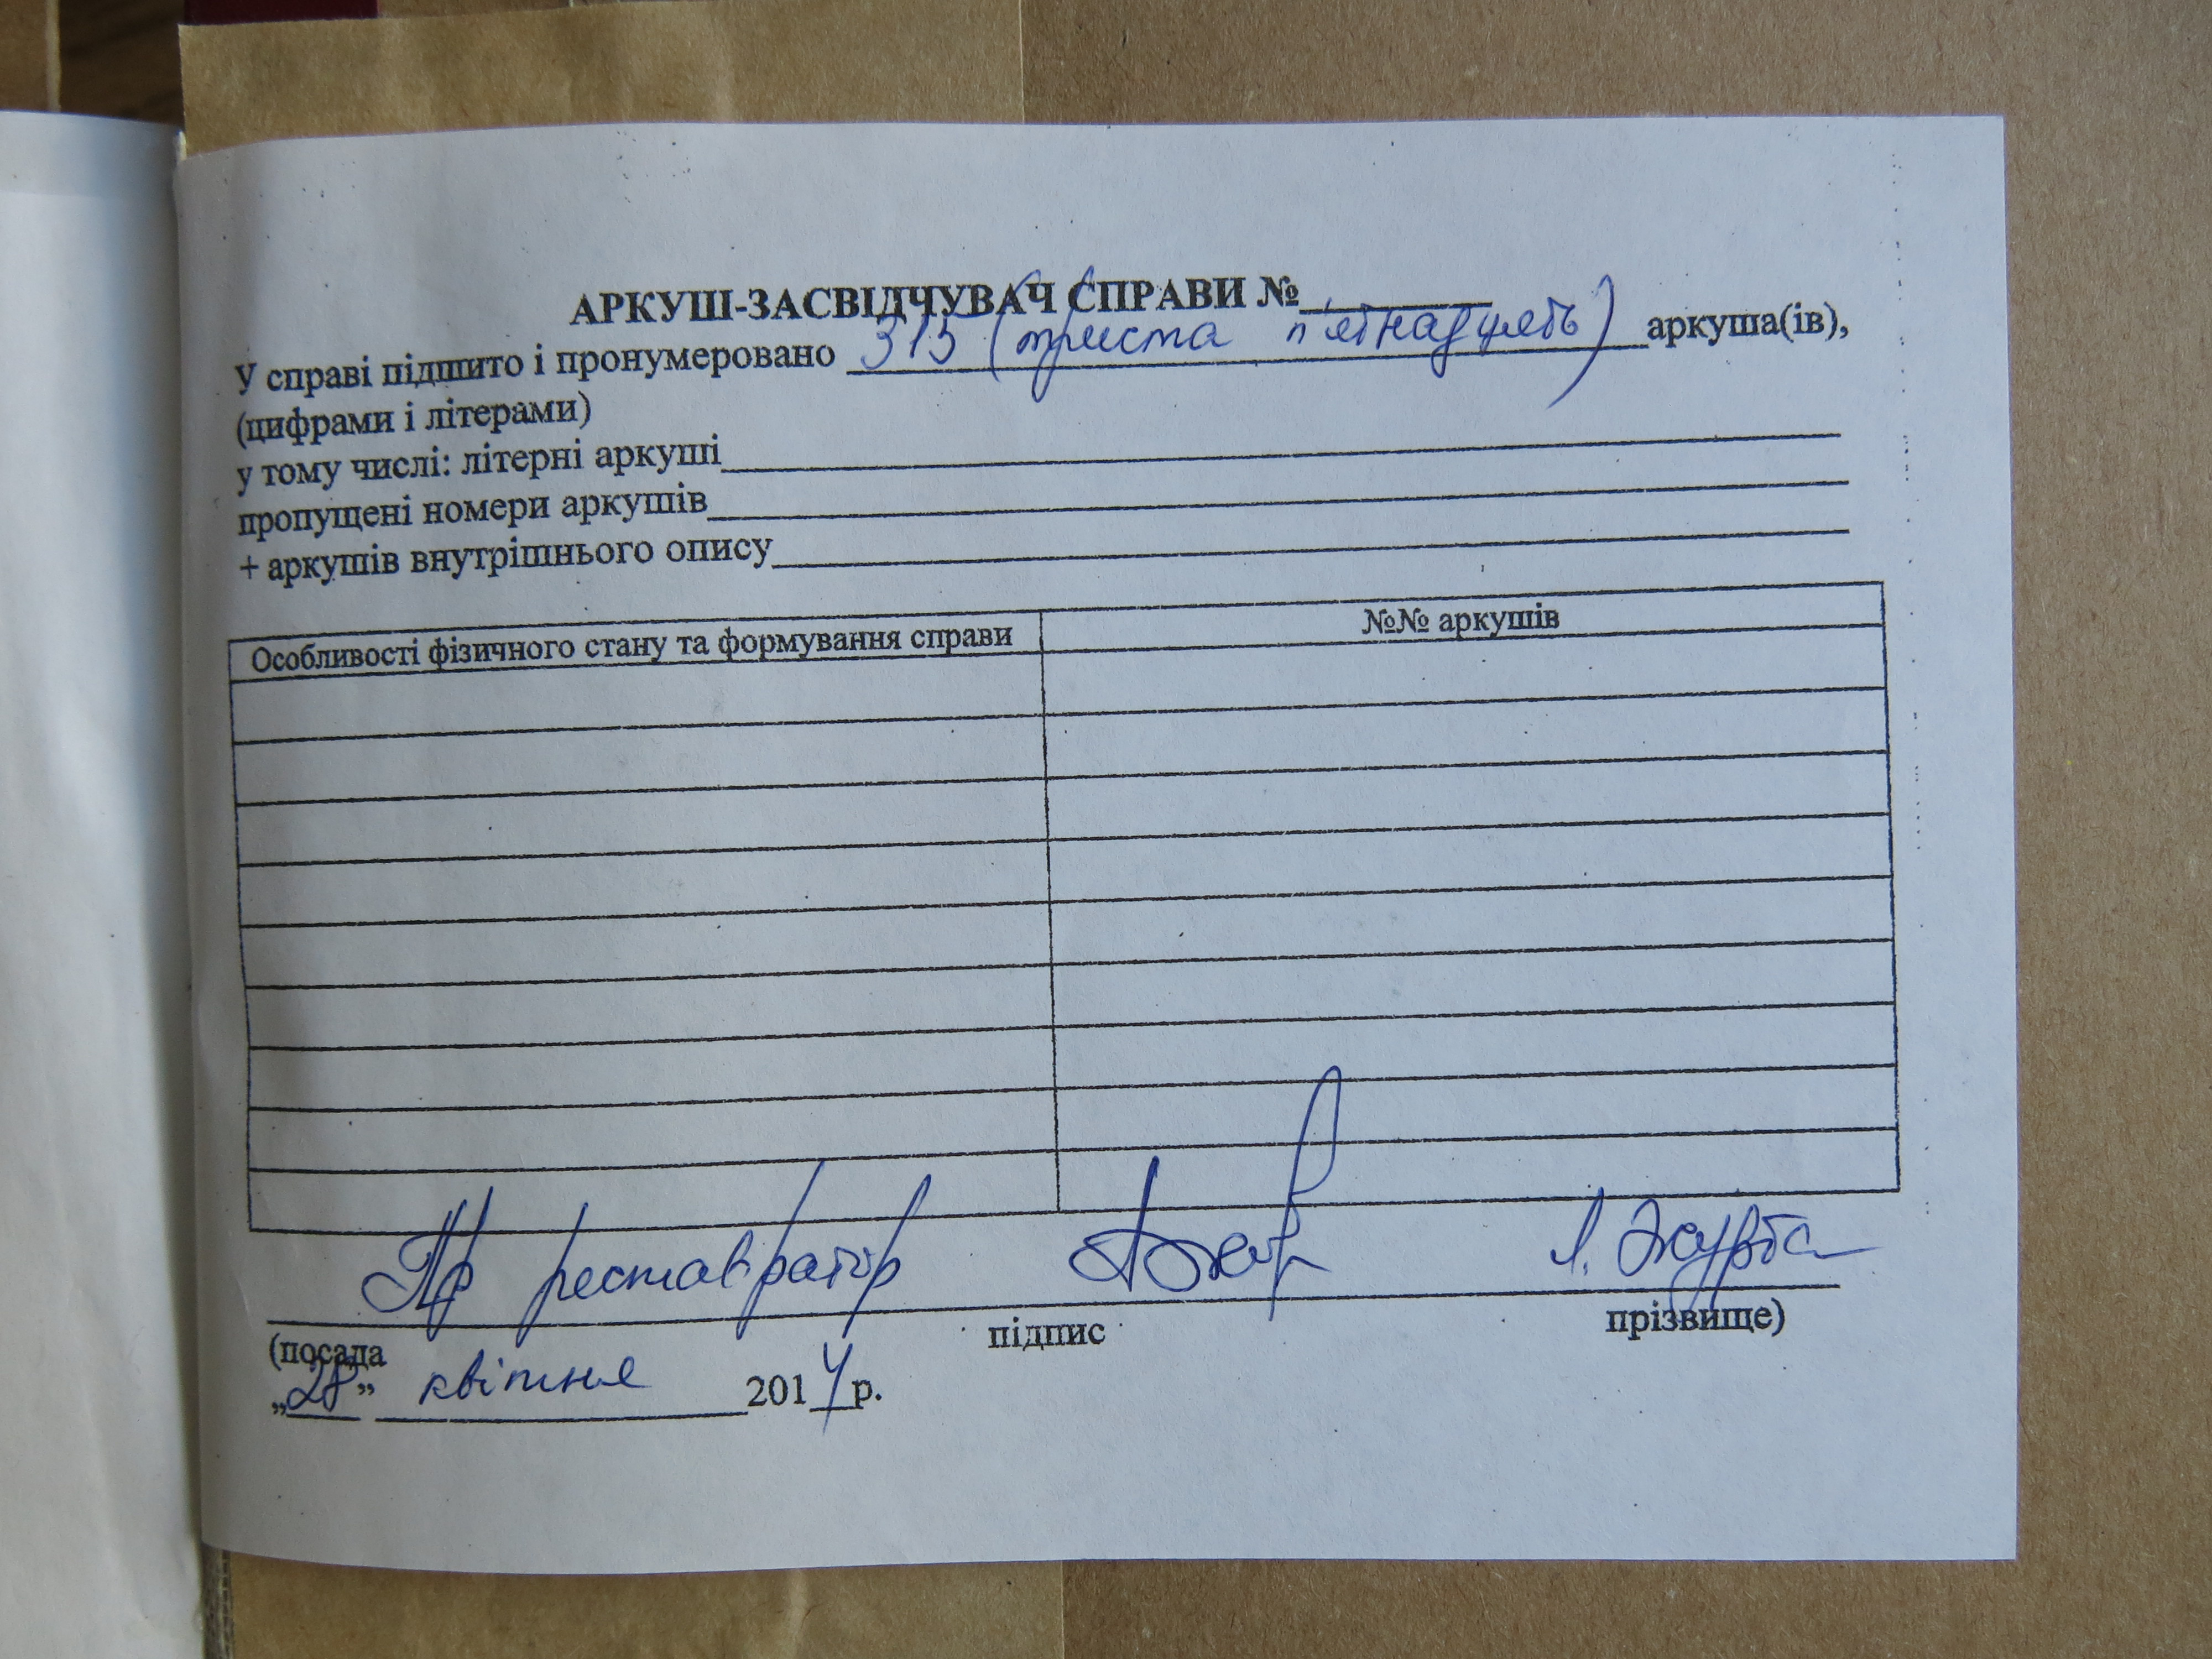 АРКУШ-ЗАСВІДЧУВАЧ СПРАВИ №
У справі підшито і пронумеровано 315 (триста п'ятнадцять) аркуша(ів),
(цифрами і літерами)
у тому числі: літерні аркуші
пропущені номери аркушів
+ аркушів внутрішнього опису
Особливості фізичного стану та формування справи №№ аркушів
реставратор
(посада підпис прізвище)
„28” квітня 2014 р.